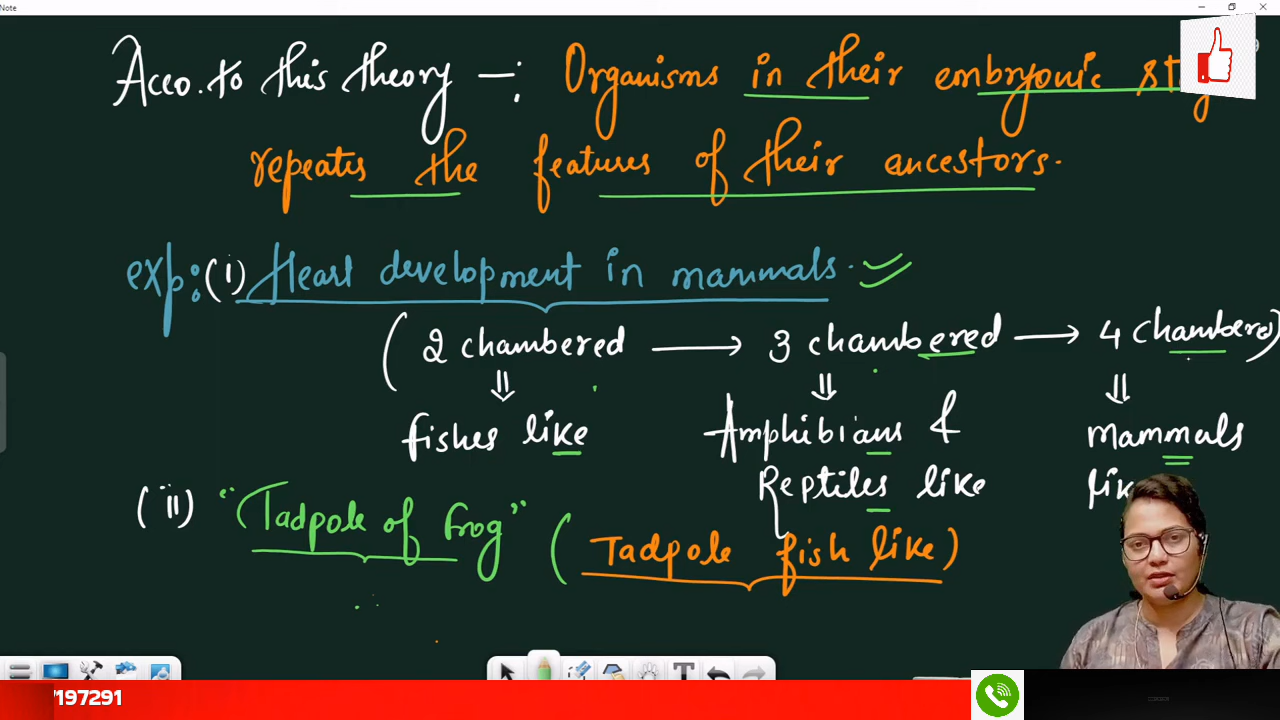 Note
Acco. to this theory —: Organisms in their embryonic
repeates the features of their ancestors.
exp: (i) Heart development in mammals.
( 2 chambered → 3 chambered → 4 chambered)
⇓ ⇓ ⇓
fishes like Amphibians & mammals
Reptiles like
(ii) "Tadpole of frog" ( Tadpole fish like)
197291